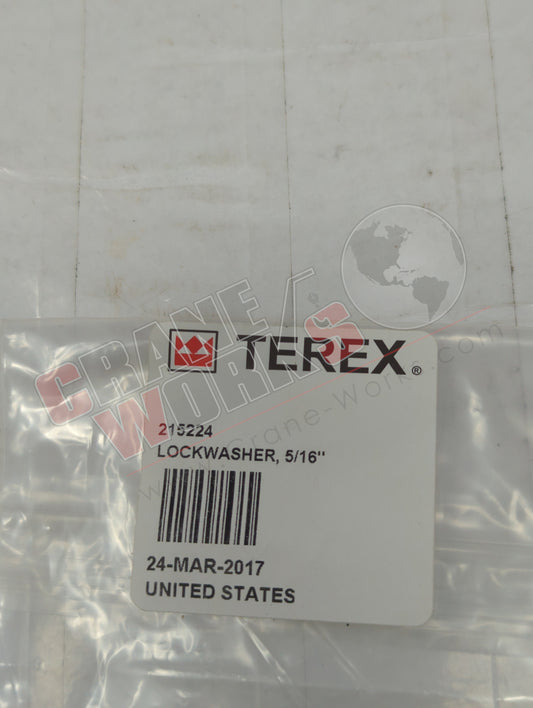 TEREX®
CRANE
WORKS
www.Crane-Works.com
215224
LOCKWASHER, 5/16"
24-MAR-2017
UNITED STATES